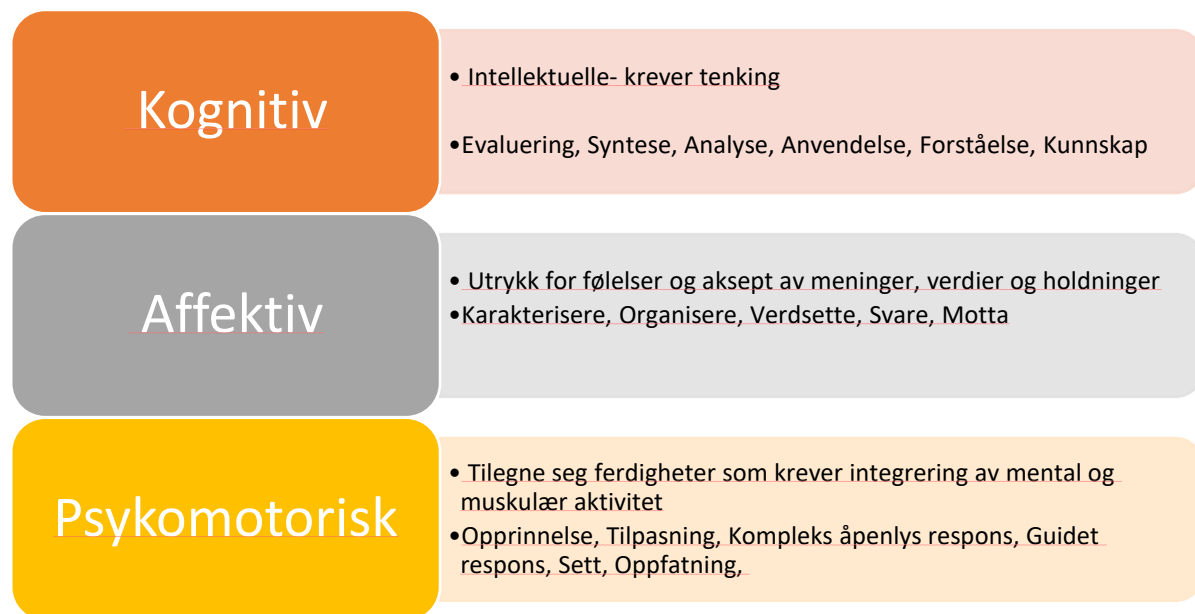 Kognitiv
• Intellektuelle- krever tenking
•Evaluering, Syntese, Analyse, Anvendelse, Forståelse, Kunnskap
Affektiv
• Utrykk for følelser og aksept av meninger, verdier og holdninger
•Karakterisere, Organisere, Verdsette, Svare, Motta
Psykomotorisk
• Tilegne seg ferdigheter som krever integrering av mental og
muskulær aktivitet
•Opprinnelse, Tilpasning, Kompleks åpenlys respons, Guidet
respons, Sett, Oppfatning,